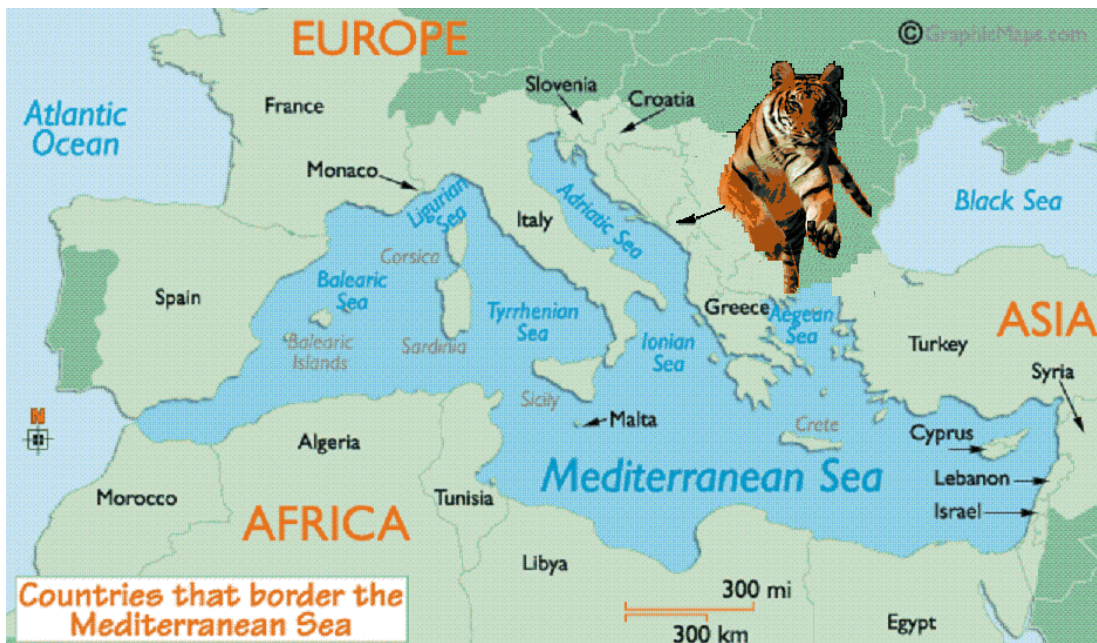 EUROPE
© GraphicMaps.com
Slovenia
Croatia
France
Atlantic
Ocean
Monaco
Ligurian
Sea
Italy
Adriatic Sea
Black Sea
Corsica
Balearic
Sea
Spain
Tyrrhenian
Sea
Greece
Aegean
Sea
ASIA
Balearic
Islands
Sardinia
Ionian
Sea
Turkey
Syria
Sicily
Malta
Crete
Cyprus
N
Algeria
Mediterranean Sea
Lebanon
Morocco
Tunisia
Israel
AFRICA
Libya
300 mi
300 km
Egypt
Countries that border the
Mediterranean Sea